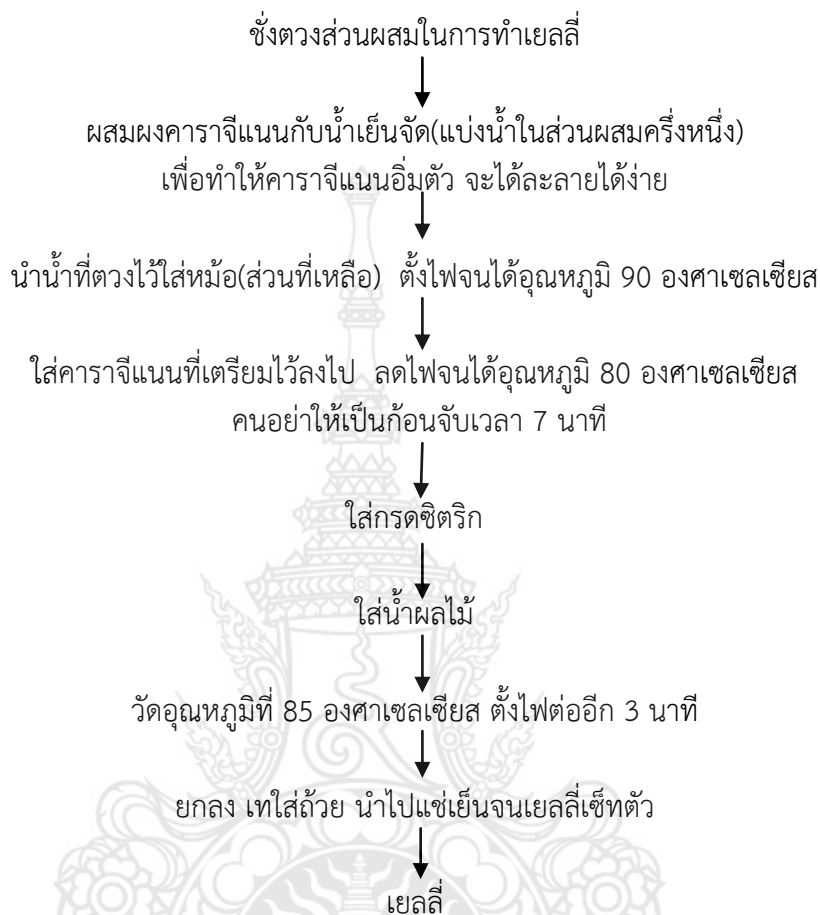 ชั่งตวงส่วนผสมในการทำเยลลี่
ผสมผงคาราจีแนนกับน้ำเย็นจัด(แบ่งน้ำในส่วนผสมครึ่งหนึ่ง)
เพื่อทำให้คาราจีแนนอิ่มตัว จะได้ละลายได้ง่าย
นำน้ำที่ตวงไว้ใส่หม้อ(ส่วนที่เหลือ) ตั้งไฟจนได้อุณหภูมิ 90 องศาเซลเซียส
ใส่คาราจีแนนที่เตรียมไว้ลงไป ลดไฟจนได้อุณหภูมิ 80 องศาเซลเซียส
คนอย่าให้เป็นก้อนจับเวลา 7 นาที
ใส่กรดซิตริก
ใส่น้ำผลไม้
วัดอุณหภูมิที่ 85 องศาเซลเซียส ตั้งไฟต่ออีก 3 นาที
ยกลง เทใส่ถ้วย นำไปแช่เย็นจนเยลลี่เซ็ทตัว
เยลลี่